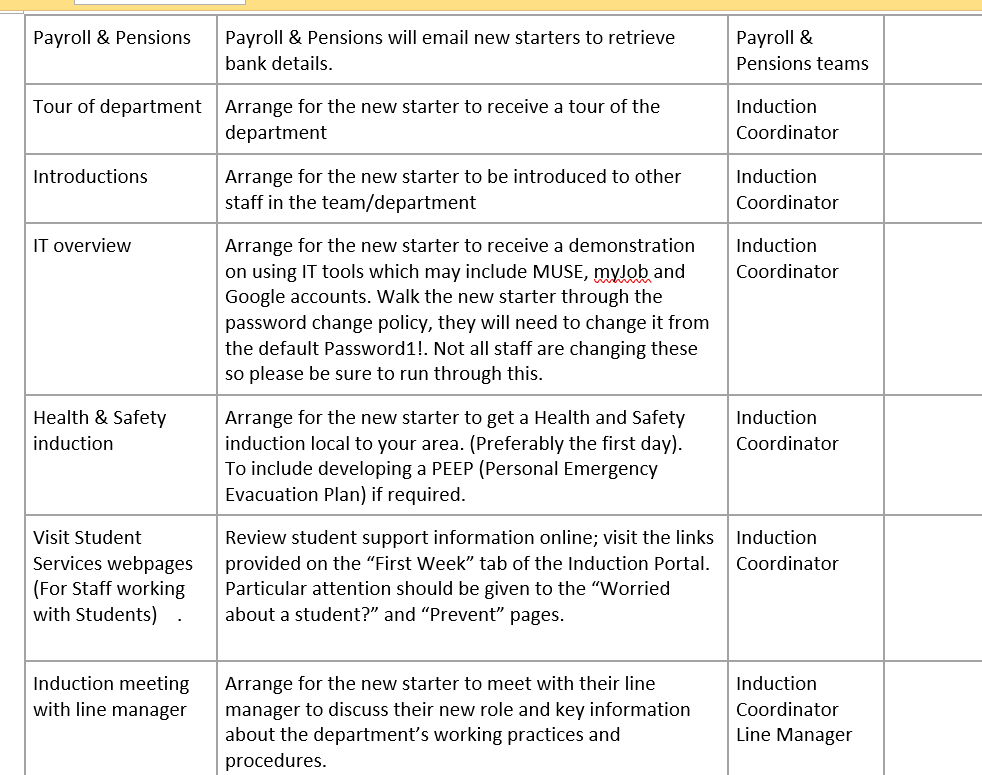 Payroll & Pensions
Payroll & Pensions will email new starters to retrieve
bank details.
Payroll &
Pensions teams
Tour of department
Arrange for the new starter to receive a tour of the
department
Induction
Coordinator
Introductions
Arrange for the new starter to be introduced to other
staff in the team/department
Induction
Coordinator
IT overview
Arrange for the new starter to receive a demonstration
on using IT tools which may include MUSE, myJob and
Google accounts. Walk the new starter through the
password change policy, they will need to change it from
the default Password1!. Not all staff are changing these
so please be sure to run through this.
Induction
Coordinator
Health & Safety
induction
Arrange for the new starter to get a Health and Safety
induction local to your area. (Preferably the first day).
To include developing a PEEP (Personal Emergency
Evacuation Plan) if required.
Induction
Coordinator
Visit Student
Services webpages
(For Staff working
with Students) .
Review student support information online; visit the links
provided on the “First Week” tab of the Induction Portal.
Particular attention should be given to the “Worried
about a student?” and “Prevent” pages.
Induction
Coordinator
Induction meeting
with line manager
Arrange for the new starter to meet with their line
manager to discuss their new role and key information
about the department’s working practices and
procedures.
Induction
Coordinator
Line Manager